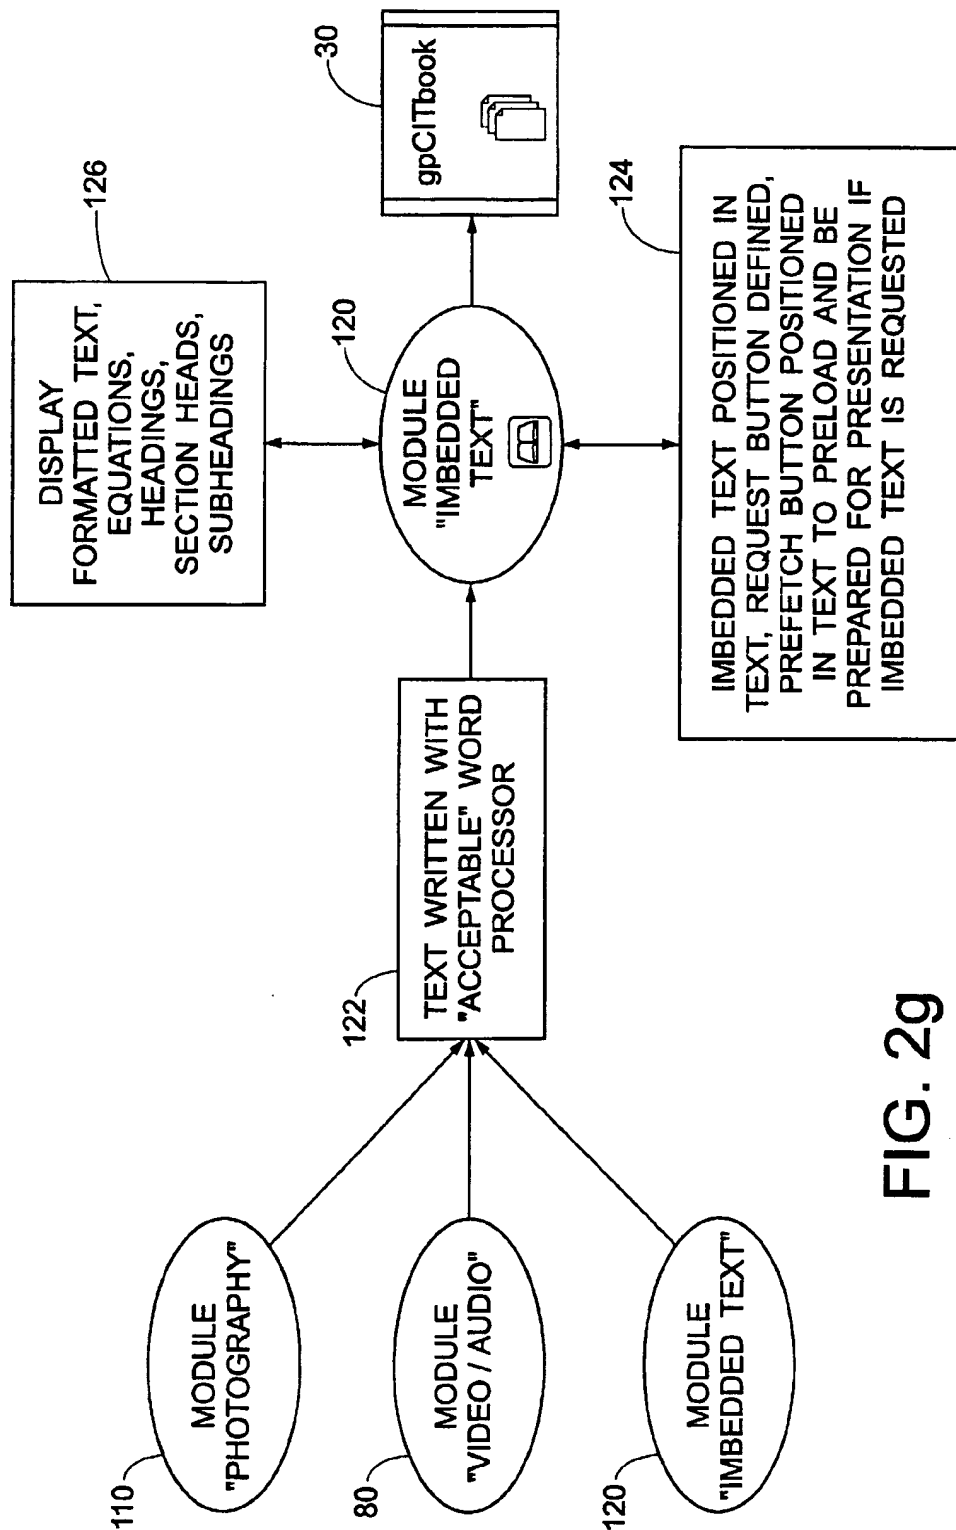 126
DISPLAY
FORMATTED TEXT,
EQUATIONS,
HEADINGS,
SECTION HEADS,
SUBHEADINGS
110
MODULE
"PHOTOGRAPHY"
80
MODULE
"VIDEO / AUDIO"
120
MODULE
"IMBEDDED TEXT"
122
TEXT WRITTEN WITH
"ACCEPTABLE" WORD
PROCESSOR
120
MODULE
"IMBEDDED
TEXT"
30
gpCITbook
124
IMBEDDED TEXT POSITIONED IN
TEXT, REQUEST BUTTON DEFINED,
PREFETCH BUTTON POSITIONED
IN TEXT TO PRELOAD AND BE
PREPARED FOR PRESENTATION IF
IMBEDDED TEXT IS REQUESTED
FIG. 2g